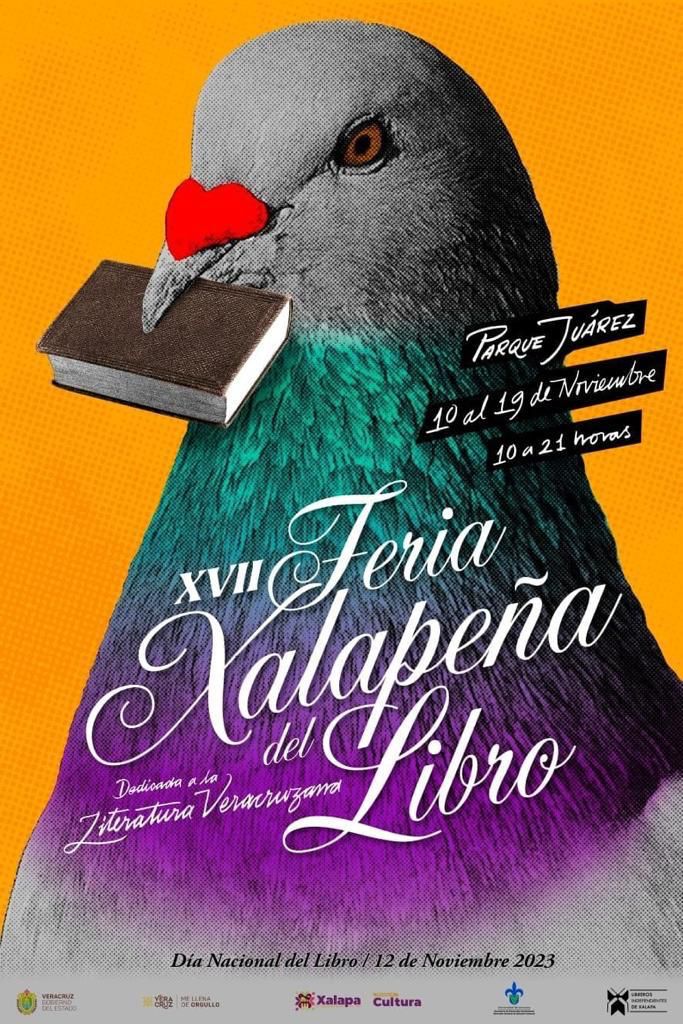 PARQUE JUÁREZ
10 al 19 de Noviembre
10 a 21 horas
XVII Feria
Xalapeña
del Libro
Dedicada a la
Literatura Veracruzana
Día Nacional del Libro / 12 de Noviembre 2023
VERACRUZ
GOBIERNO
DEL ESTADO
VERA
CRUZ
ME LLENA
DE ORGULLO
Xalapa
Cultura
LIBREROS
INDEPENDIENTES
DE XALAPA